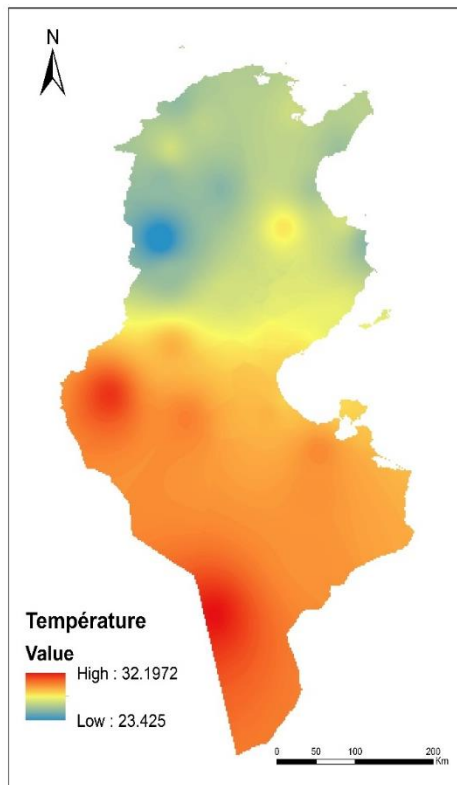 N
Température
Value
High : 32.1972
Low : 23.425
0 50 100 200
Km